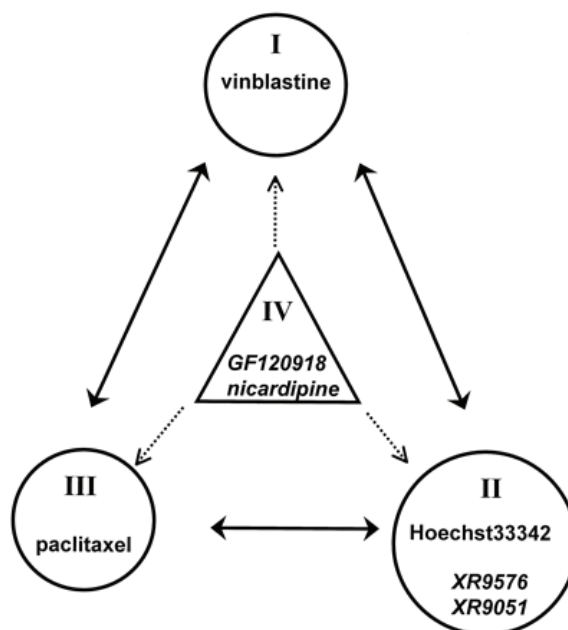 I
vinblastine
IV
GF120918
nicardipine
III
paclitaxel
II
Hoechst33342
XR9576
XR9051